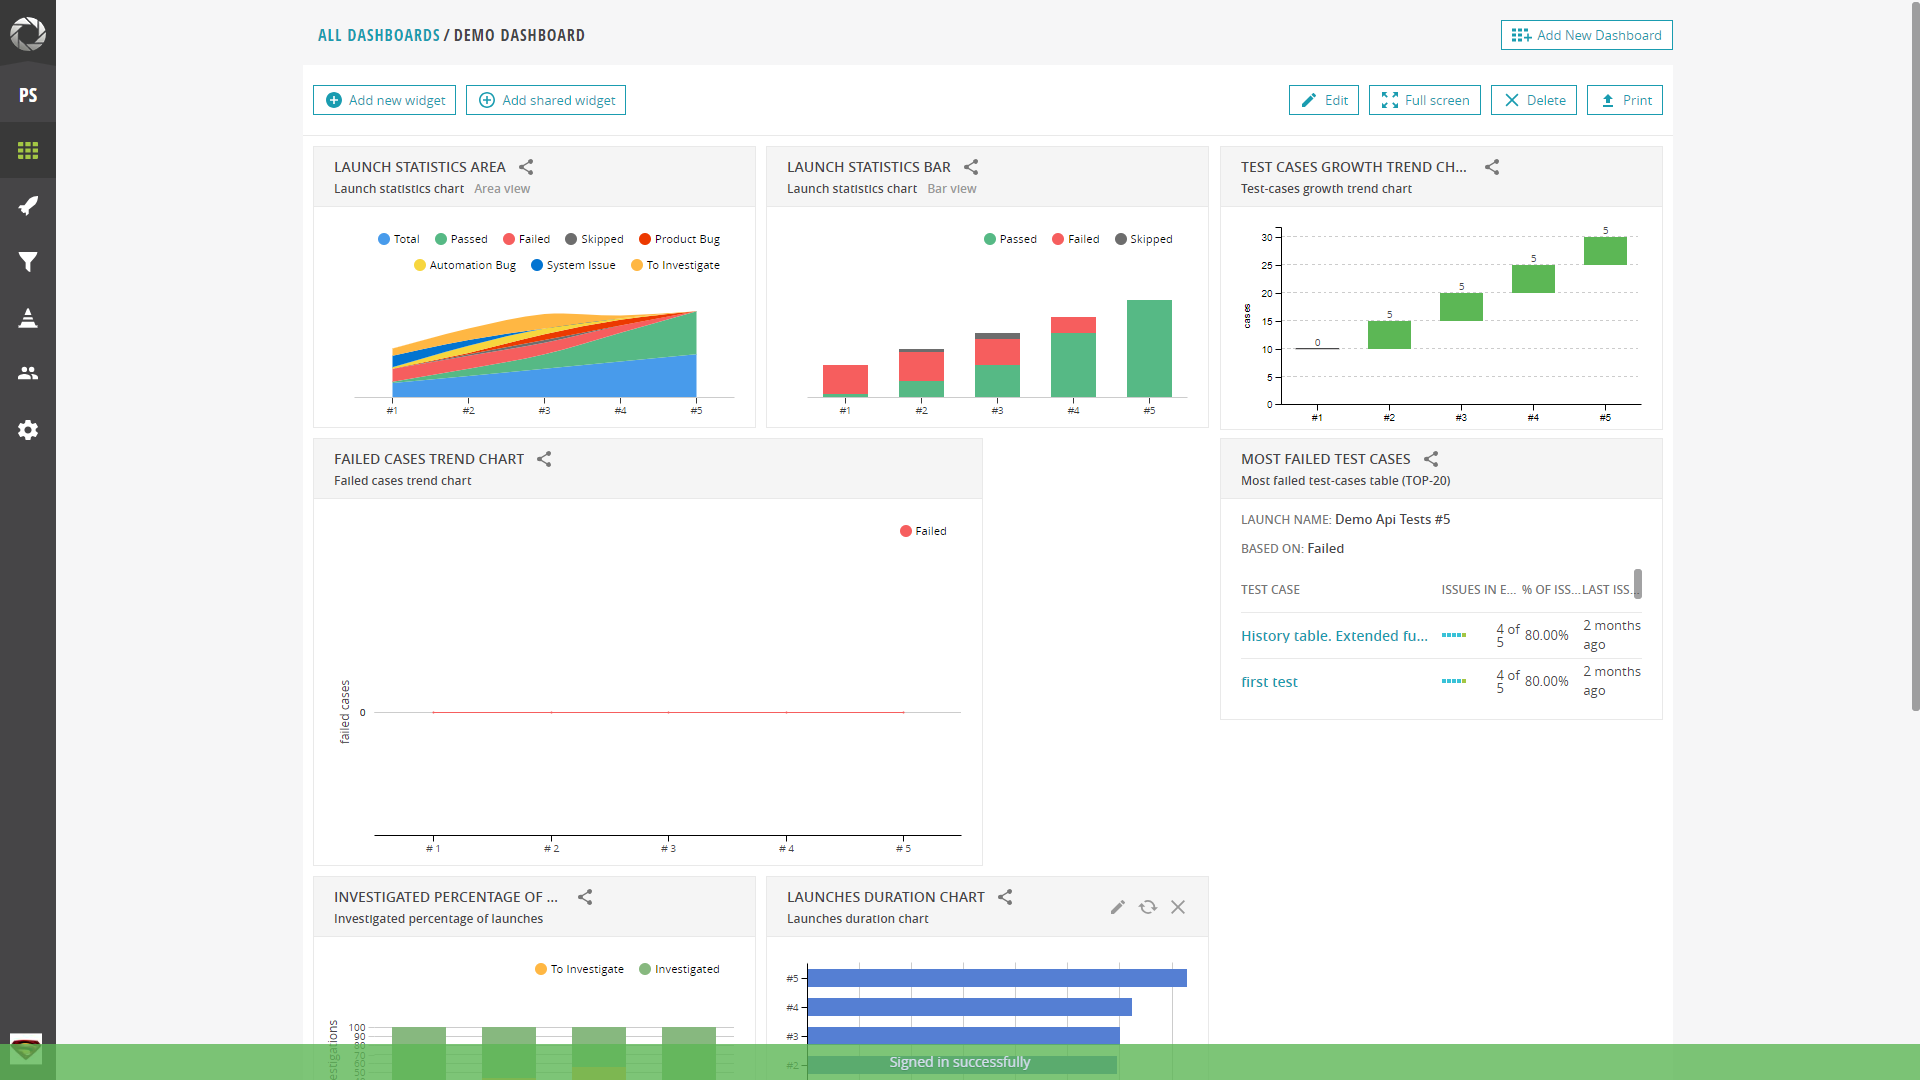 ALL DASHBOARDS / DEMO DASHBOARD
Add New Dashboard
PS
Add new widget
Add shared widget
Edit
Full screen
Delete
Print
LAUNCH STATISTICS AREA
Launch statistics chart Area view
Total Passed Failed Skipped Product Bug
Automation Bug System Issue To Investigate
#1 #2 #3 #4 #5
LAUNCH STATISTICS BAR
Launch statistics chart Bar view
Passed Failed Skipped
#1 #2 #3 #4 #5
TEST CASES GROWTH TREND CH...
Test-cases growth trend chart
cases
30
25
20
15
10
5
0
0 5 5 5 5
#1 #2 #3 #4 #5
FAILED CASES TREND CHART
Failed cases trend chart
Failed
failed cases
0
# 1 # 2 # 3 # 4 # 5
MOST FAILED TEST CASES
Most failed test-cases table (TOP-20)
LAUNCH NAME: Demo Api Tests #5
BASED ON: Failed
TEST CASE ISSUES IN E... % OF ISS... LAST ISS...
History table. Extended fu... 4 of 5 80.00% 2 months ago
first test 4 of 5 80.00% 2 months ago
INVESTIGATED PERCENTAGE OF ...
Investigated percentage of launches
To Investigate Investigated
100
90
80
70
60
50
LAUNCHES DURATION CHART
Launches duration chart
#5
#4
#3
#2
Signed in successfully